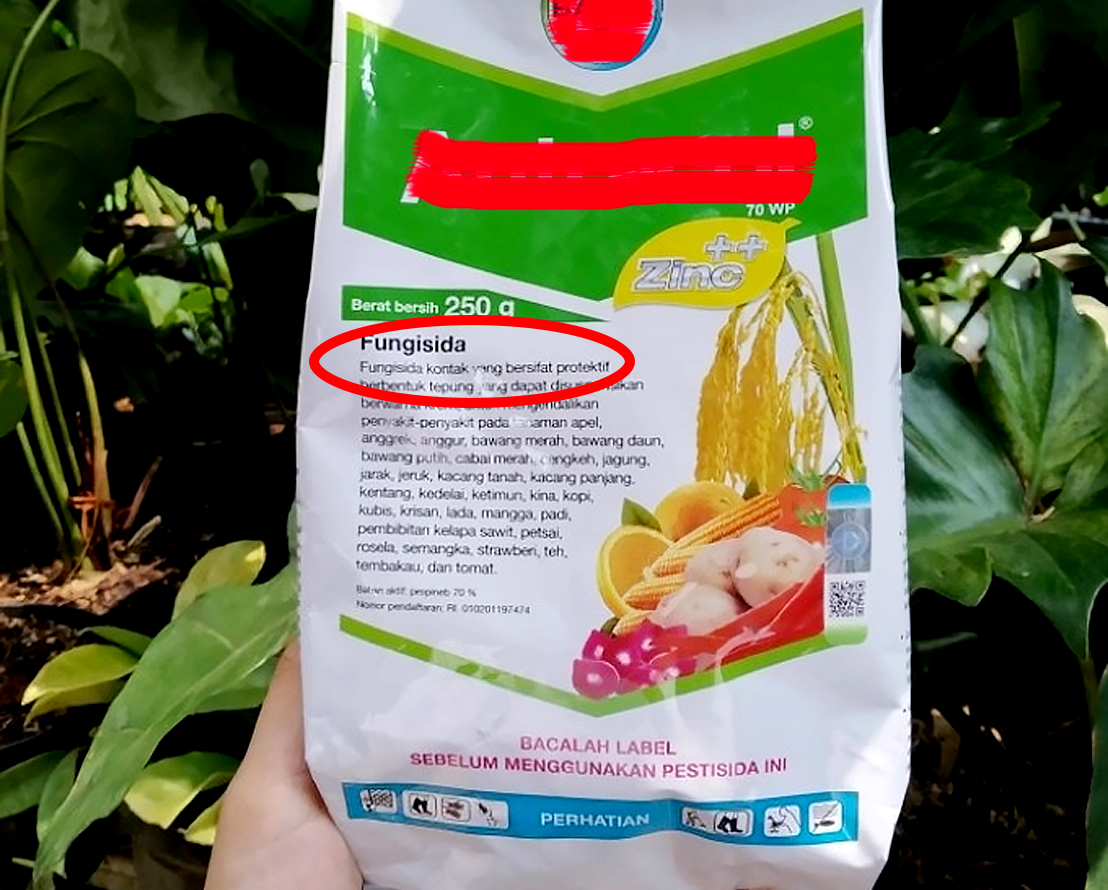 ®
70 WP
Zinc++
Berat bersih 250 g
Fungisida
Fungisida kontak yang bersifat protektif
berbentuk tepung yang dapat disuspensikan
berwarna krem, untuk mengendalikan
penyakit-penyakit pada tanaman apel,
anggrek, anggur, bawang merah, bawang daun,
bawang putih, cabai merah, cengkeh, jagung,
jarak, jeruk, kacang tanah, kacang panjang,
kentang, kedelai, ketimun, kina, kopi,
kubis, krisan, lada, mangga, padi,
pembibitan kelapa sawit, petsai,
rosela, semangka, strawberi, teh,
tembakau, dan tomat.
Bahan aktif: propineb 70 %
Nomor pendaftaran: RI. 010201197474
BACALAH LABEL
SEBELUM MENGGUNAKAN PESTISIDA INI
PERHATIAN